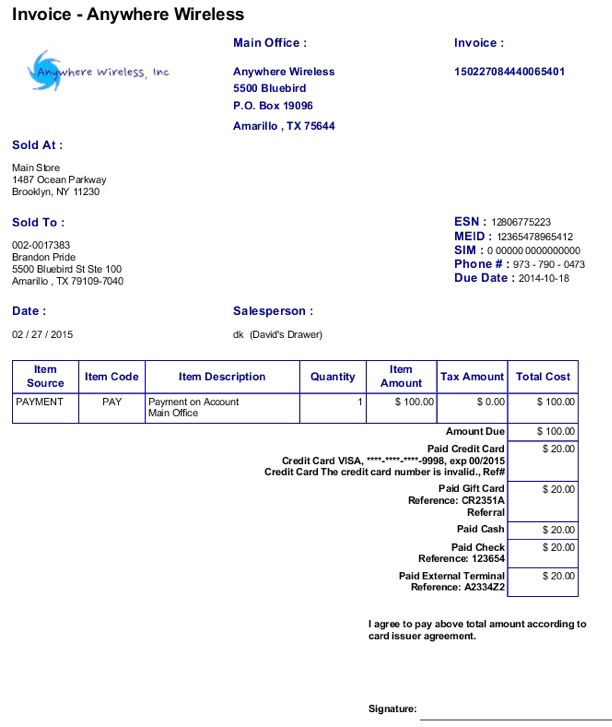 Invoice - Anywhere Wireless
Main Office :
Invoice :
Anywhere Wireless, Inc
Anywhere Wireless
150227084440065401
5500 Bluebird
P.O. Box 19096
Amarillo , TX 75644
Sold At :
Main Store
1487 Ocean Parkway
Brooklyn, NY 11230
Sold To :
002-0017383
Brandon Pride
5500 Bluebird St Ste 100
Amarillo , TX 79109-7040
ESN : 12806775223
MEID : 12365478965412
SIM : 0 00000 0000000000
Phone # : 973 - 790 - 0473
Due Date : 2014-10-18
Date :
Salesperson :
02 / 27 / 2015
dk (David's Drawer)
Item Source Item Code Item Description Quantity Item Amount Tax Amount Total Cost
PAYMENT PAY Payment on Account 1 $ 100.00 $ 0.00 $ 100.00
Main Office
Amount Due $ 100.00
Paid Credit Card $ 20.00
Credit Card VISA, ****-****-****-9998, exp 00/2015
Credit Card The credit card number is invalid., Ref#
Paid Gift Card $ 20.00
Reference: CR2351A
Referral
Paid Cash $ 20.00
Paid Check $ 20.00
Reference: 123654
Paid External Terminal $ 20.00
Reference: A2334Z2
I agree to pay above total amount according to
card issuer agreement.
Signature: